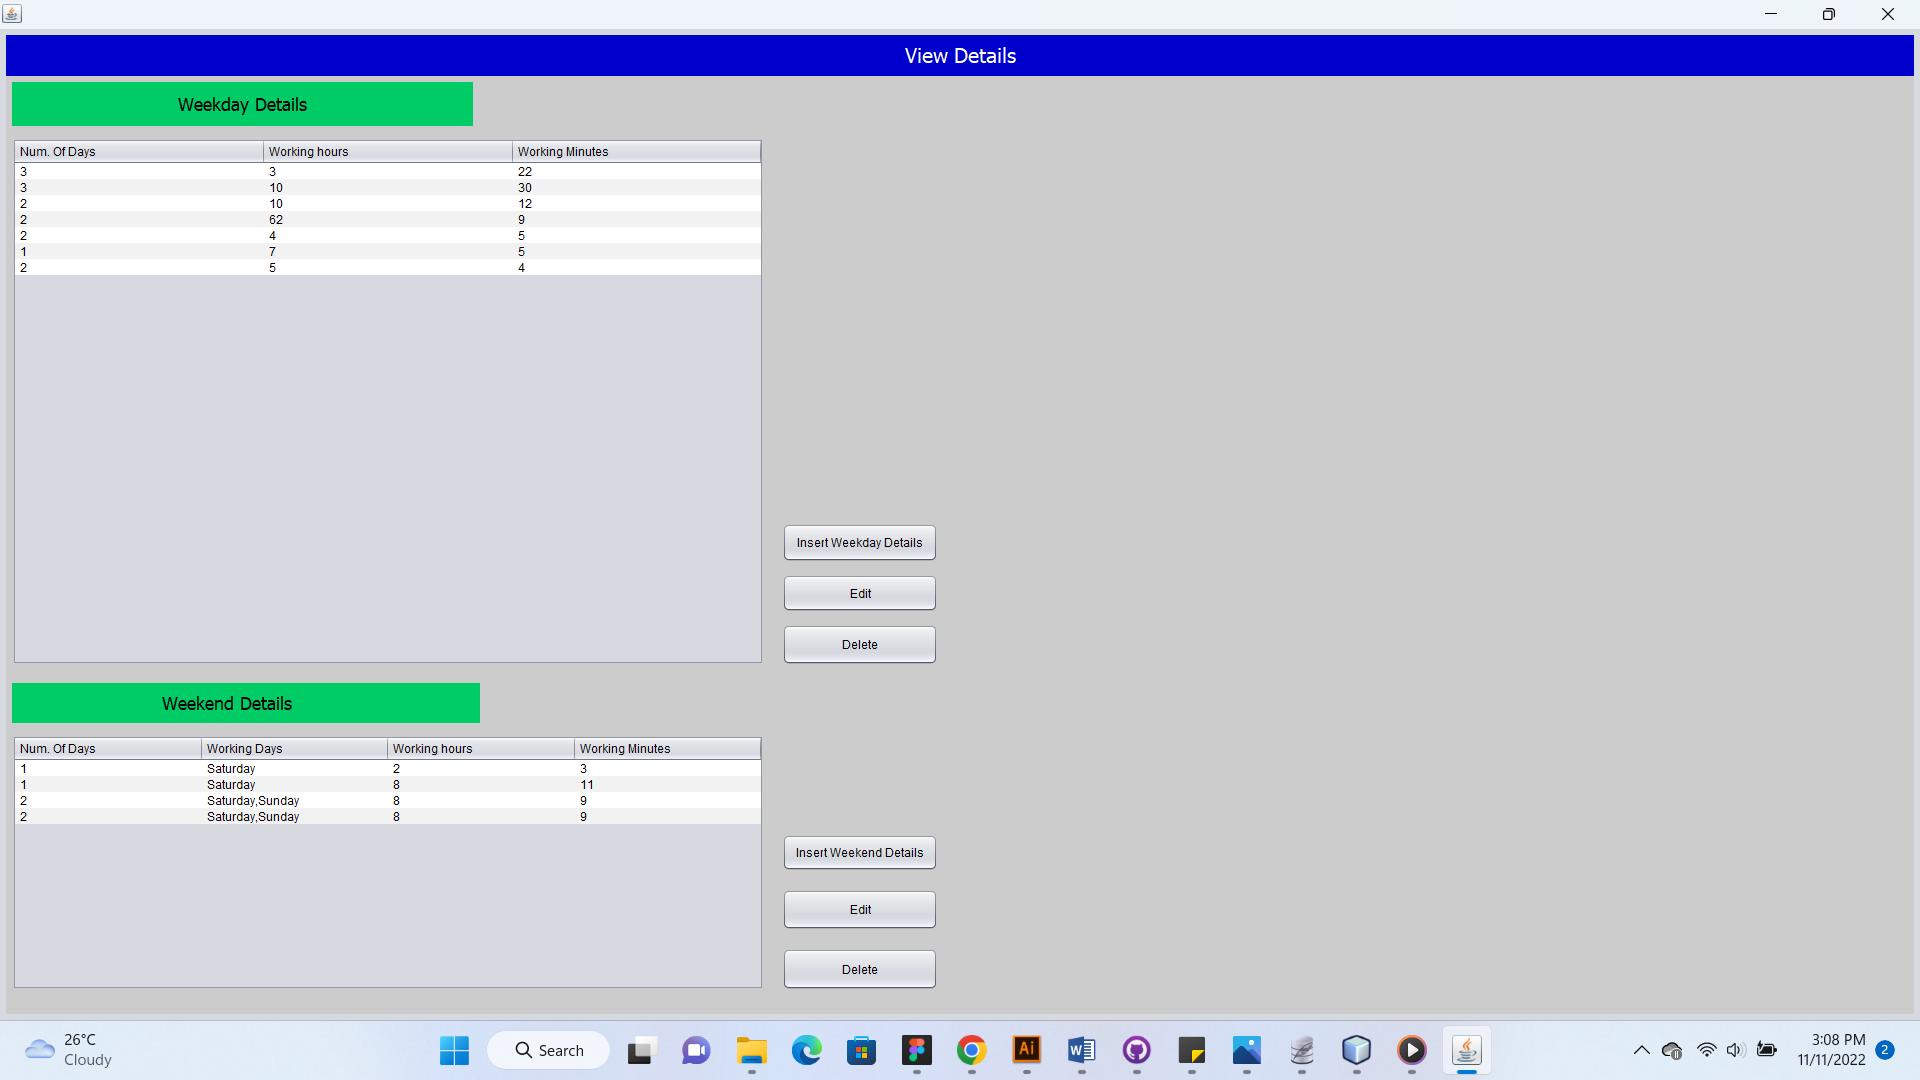 View Details
Weekday Details
Num. Of Days Working hours Working Minutes
3 3 22
3 10 30
2 10 12
2 62 9
2 4 5
1 7 5
2 5 4
Insert Weekday Details
Edit
Delete
Weekend Details
Num. Of Days Working Days Working hours Working Minutes
1 Saturday 2 3
1 Saturday 8 11
2 Saturday,Sunday 8 9
2 Saturday,Sunday 8 9
Insert Weekend Details
Edit
Delete
26°C
Cloudy
Search
Ai
3:08 PM
11/11/2022
2